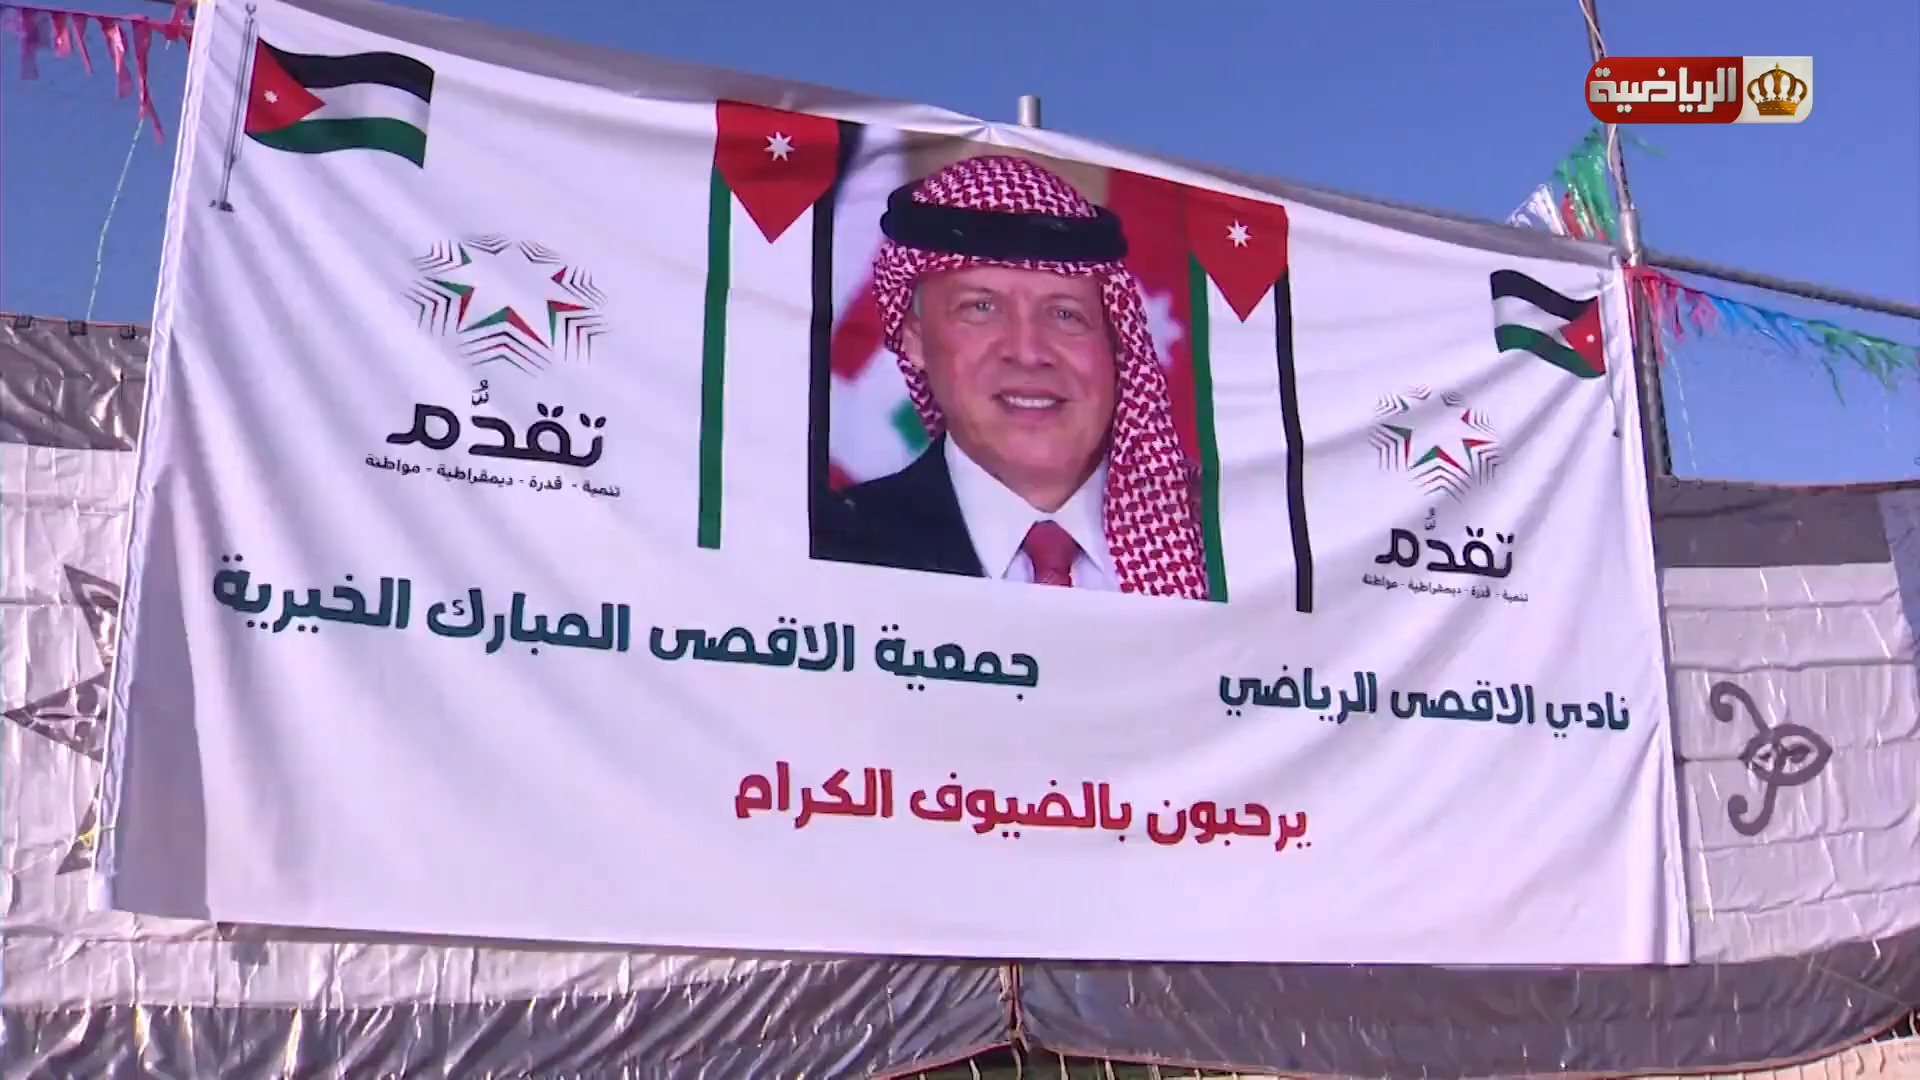 الرياضية
تقدُّم
تنمية - قدرة - ديمقراطية - مواطنة
تقدُّم
تنمية - قدرة - ديمقراطية - مواطنة
نادي الاقصى الرياضي
جمعية الاقصى المبارك الخيرية
يرحبون بالضيوف الكرام